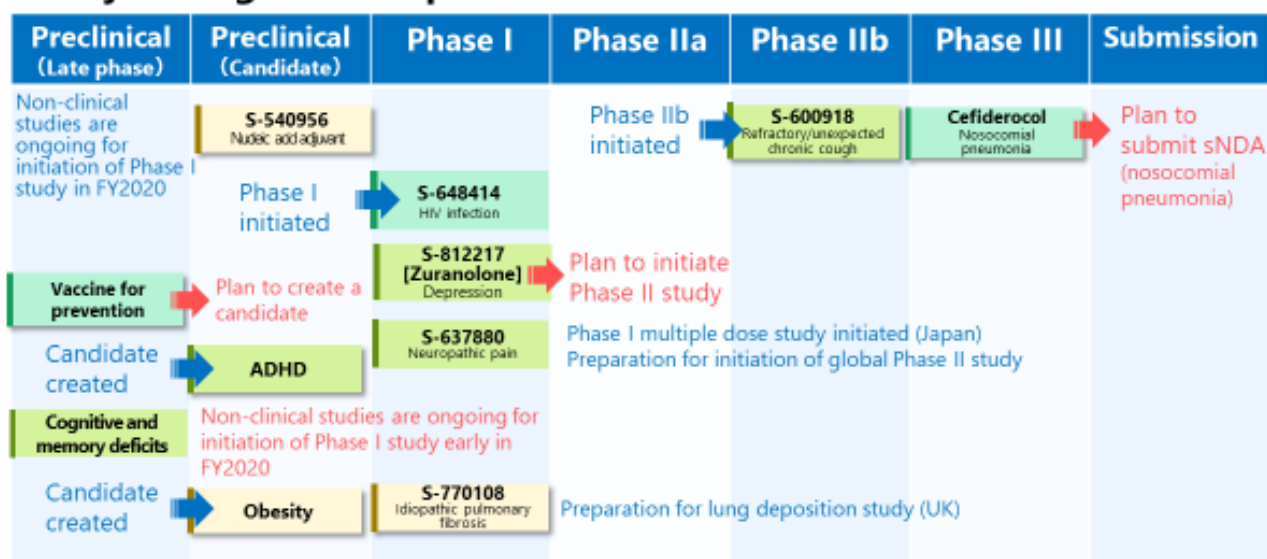 Preclinical
(Late phase)
Preclinical
(Candidate)
Phase I
Phase IIa
Phase IIb
Phase III
Submission
Non-clinical
studies are
ongoing for
initiation of Phase I
study in FY2020
S-540956
Nucleic acid adjuvant
Phase IIb
initiated
S-600918
Refractory/unexpected
chronic cough
Cefiderocol
Nosocomial
pneumonia
Plan to
submit sNDA
(nosocomial
pneumonia)
Phase I
initiated
S-648414
HIV infection
S-812217
[Zuranolone]
Depression
Plan to initiate
Phase II study
Vaccine for
prevention
Plan to create a
candidate
S-637880
Neuropathic pain
Phase I multiple dose study initiated (Japan)
Preparation for initiation of global Phase II study
Candidate
created
ADHD
Cognitive and
memory deficits
Non-clinical studies are ongoing for
initiation of Phase I study early in
FY2020
Candidate
created
Obesity
S-770108
Idiopathic pulmonary
fibrosis
Preparation for lung deposition study (UK)